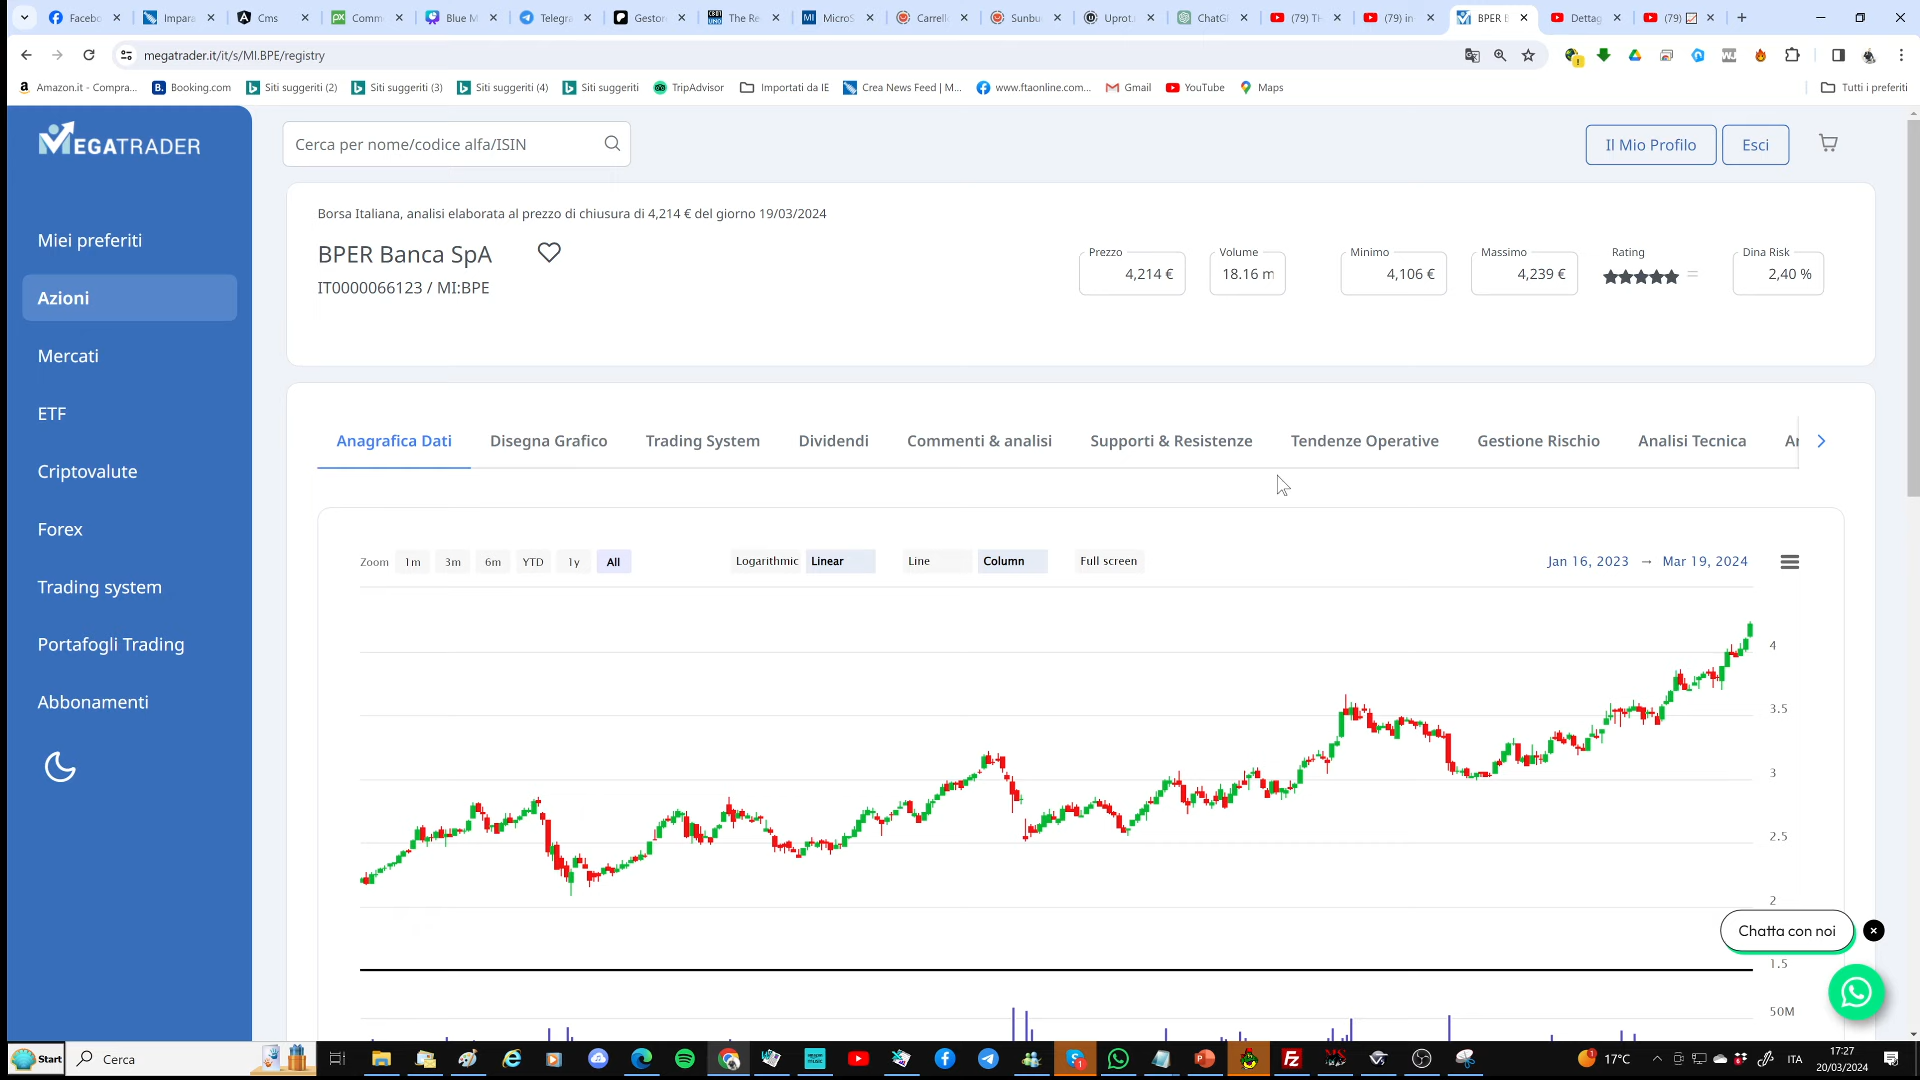 Faceb
Impara
Cms
Comm
Blue M
Telegra
Gestor
The Re
MicroS
Carrell
Sunbu
Uprot.
ChatG
(79) TH
(79) in
BPER B
Dettag
(79)
megatrader.it/it/s/MI.BPE/registry
Amazon.it - Compra...
Booking.com
Siti suggeriti (2)
Siti suggeriti (3)
Siti suggeriti (4)
Siti suggeriti
TripAdvisor
Importati da IE
Crea News Feed | M...
www.ftaonline.com...
Gmail
YouTube
Maps
Tutti i preferiti
MEGATRADER
Cerca per nome/codice alfa/ISIN
Il Mio Profilo
Esci
Miei preferiti
Azioni
Mercati
ETF
Criptovalute
Forex
Trading system
Portafogli Trading
Abbonamenti
Borsa Italiana, analisi elaborata al prezzo di chiusura di 4,214 € del giorno 19/03/2024
BPER Banca SpA
IT0000066123 / MI:BPE
Prezzo
4,214 €
Volume
18.16 m
Minimo
4,106 €
Massimo
4,239 €
Rating
Dina Risk
2,40 %
Anagrafica Dati
Disegna Grafico
Trading System
Dividendi
Commenti & analisi
Supporti & Resistenze
Tendenze Operative
Gestione Rischio
Analisi Tecnica
Zoom 1m 3m 6m YTD 1y All
Logarithmic Linear
Line Column
Full screen
Jan 16, 2023 → Mar 19, 2024
4
3.5
3
2.5
2
1.5
50M
Chatta con noi
Start
Cerca
17°C
ITA
17:27
20/03/2024